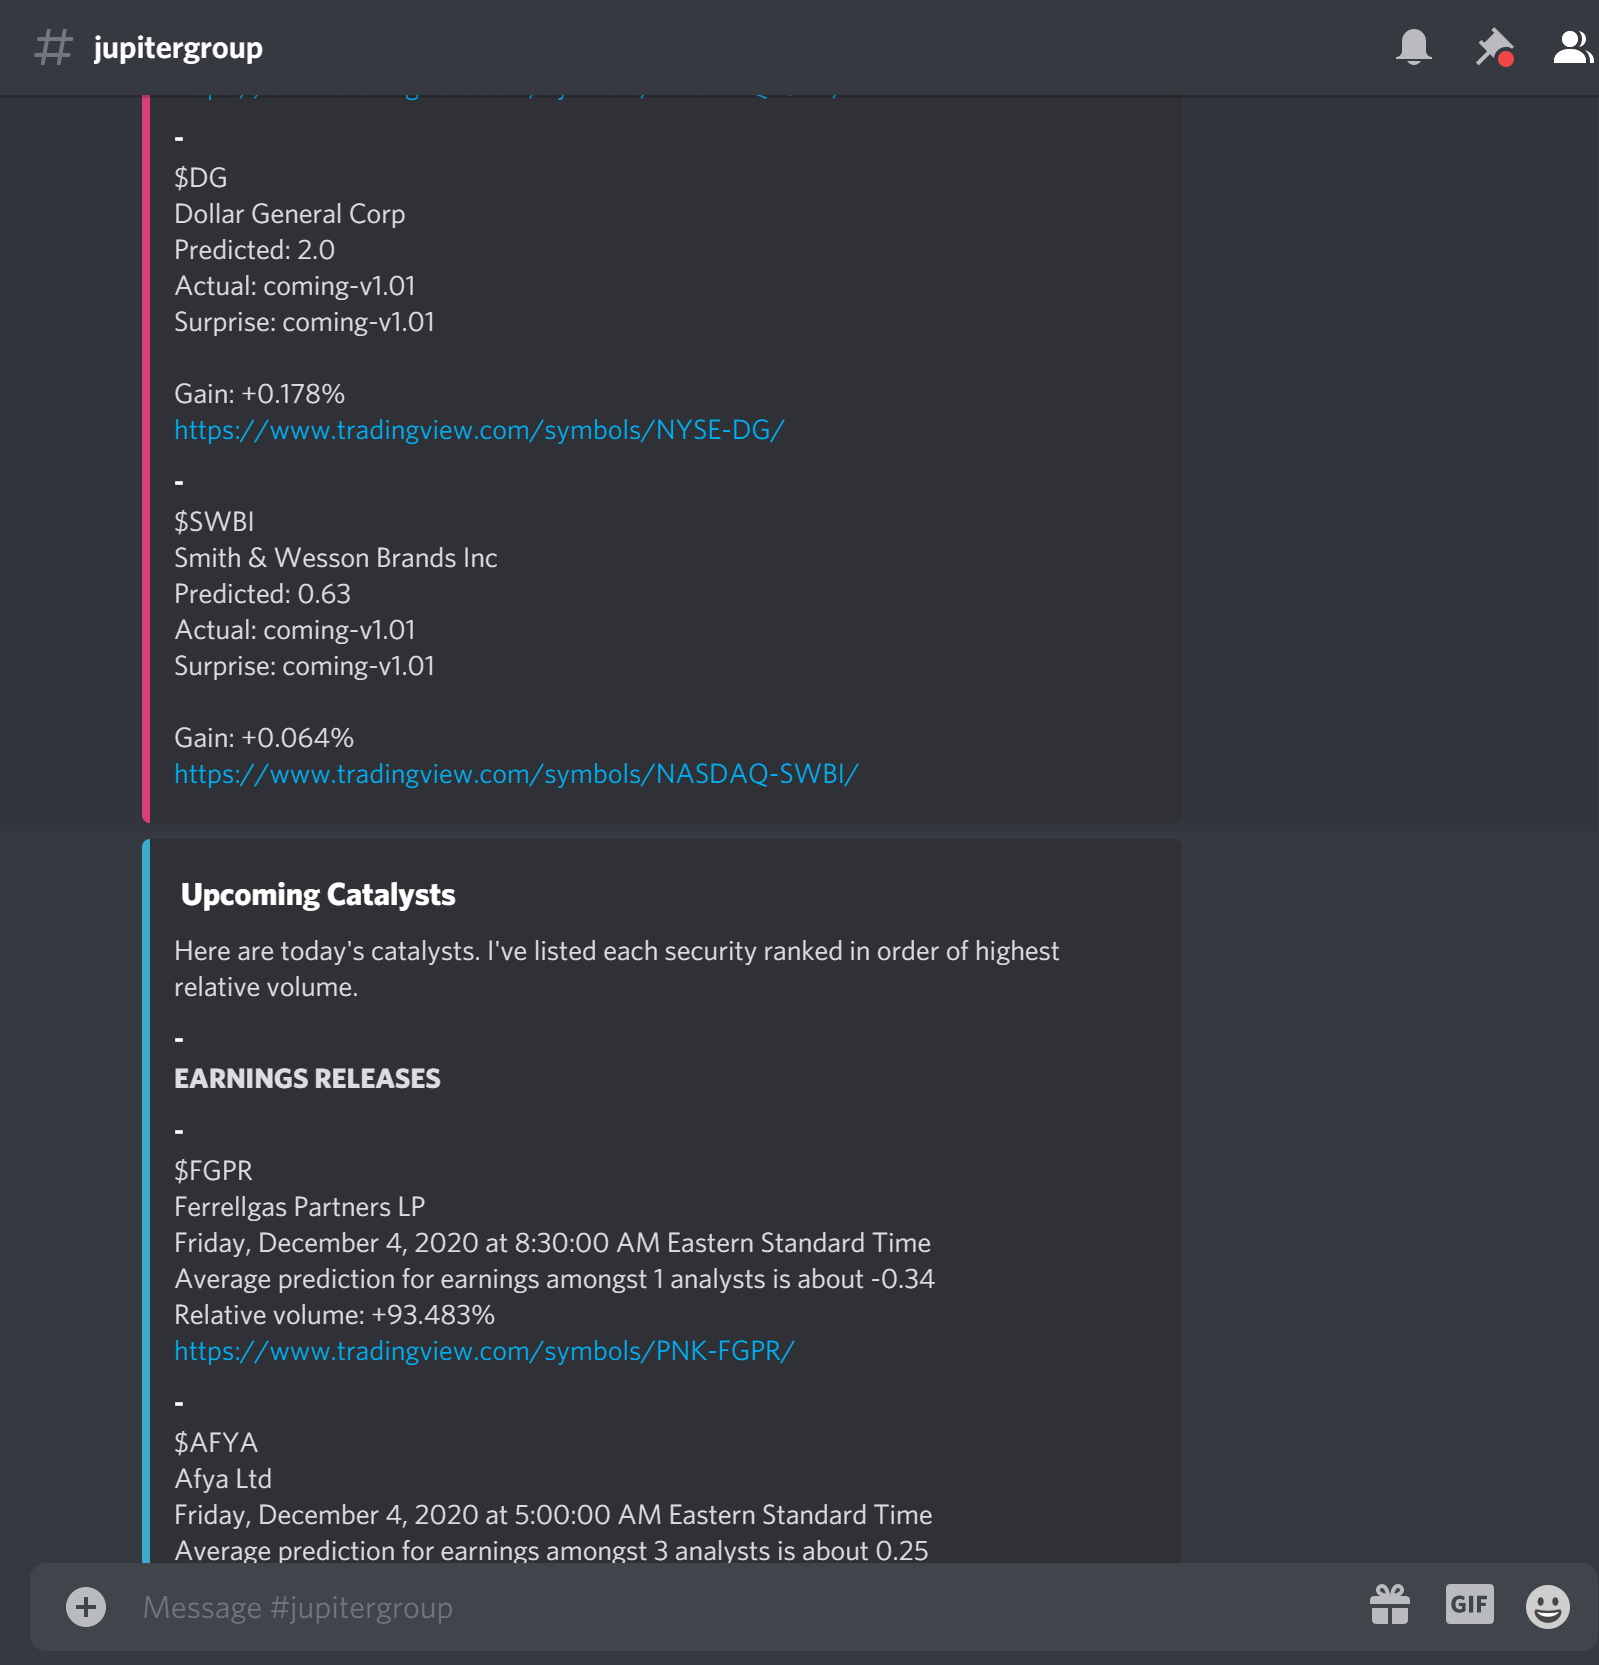 # jupitergroup
-
$DG
Dollar General Corp
Predicted: 2.0
Actual: coming-v1.01
Surprise: coming-v1.01
Gain: +0.178%
https://www.tradingview.com/symbols/NYSE-DG/
-
$SWBI
Smith & Wesson Brands Inc
Predicted: 0.63
Actual: coming-v1.01
Surprise: coming-v1.01
Gain: +0.064%
https://www.tradingview.com/symbols/NASDAQ-SWBI/
Upcoming Catalysts
Here are today's catalysts. I've listed each security ranked in order of highest
relative volume.
-
EARNINGS RELEASES
-
$FGPR
Ferrellgas Partners LP
Friday, December 4, 2020 at 8:30:00 AM Eastern Standard Time
Average prediction for earnings amongst 1 analysts is about -0.34
Relative volume: +93.483%
https://www.tradingview.com/symbols/PNK-FGPR/
-
$AFYA
Afya Ltd
Friday, December 4, 2020 at 5:00:00 AM Eastern Standard Time
Average prediction for earnings amongst 3 analysts is about 0.25
Message #jupitergroup
GIF